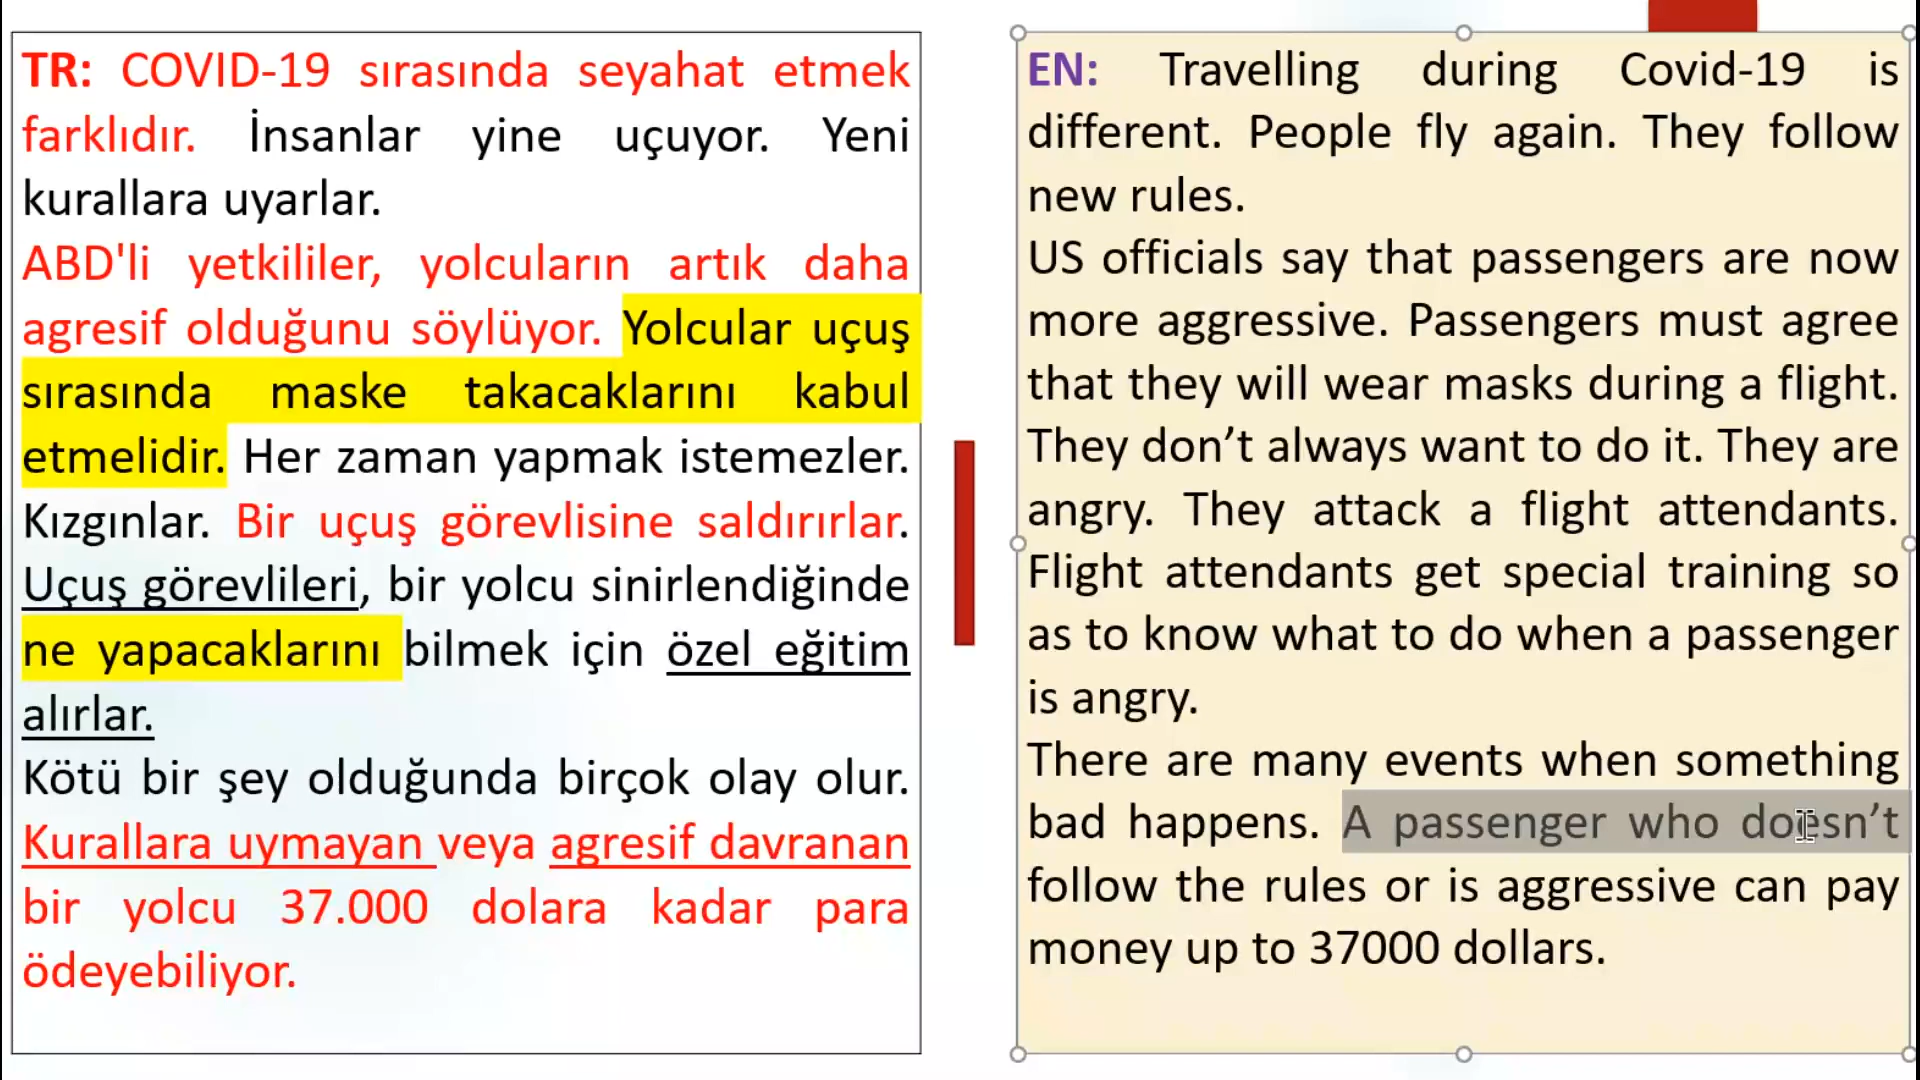 TR: COVID-19 sırasında seyahat etmek
farklıdır. İnsanlar yine uçuyor. Yeni
kurallara uyarlar.
ABD'li yetkililer, yolcuların artık daha
agresif olduğunu söylüyor. Yolcular uçuş
sırasında maske takacaklarını kabul
etmelidir. Her zaman yapmak istemezler.
Kızgınlar. Bir uçuş görevlisine saldırırlar.
Uçuş görevlileri, bir yolcu sinirlendiğinde
ne yapacaklarını bilmek için özel eğitim
alırlar.
Kötü bir şey olduğunda birçok olay olur.
Kurallara uymayan veya agresif davranan
bir yolcu 37.000 dolara kadar para
ödeyebiliyor.
EN: Travelling during Covid-19 is
different. People fly again. They follow
new rules.
US officials say that passengers are now
more aggressive. Passengers must agree
that they will wear masks during a flight.
They don’t always want to do it. They are
angry. They attack a flight attendants.
Flight attendants get special training so
as to know what to do when a passenger
is angry.
There are many events when something
bad happens. A passenger who doesn’t
follow the rules or is aggressive can pay
money up to 37000 dollars.